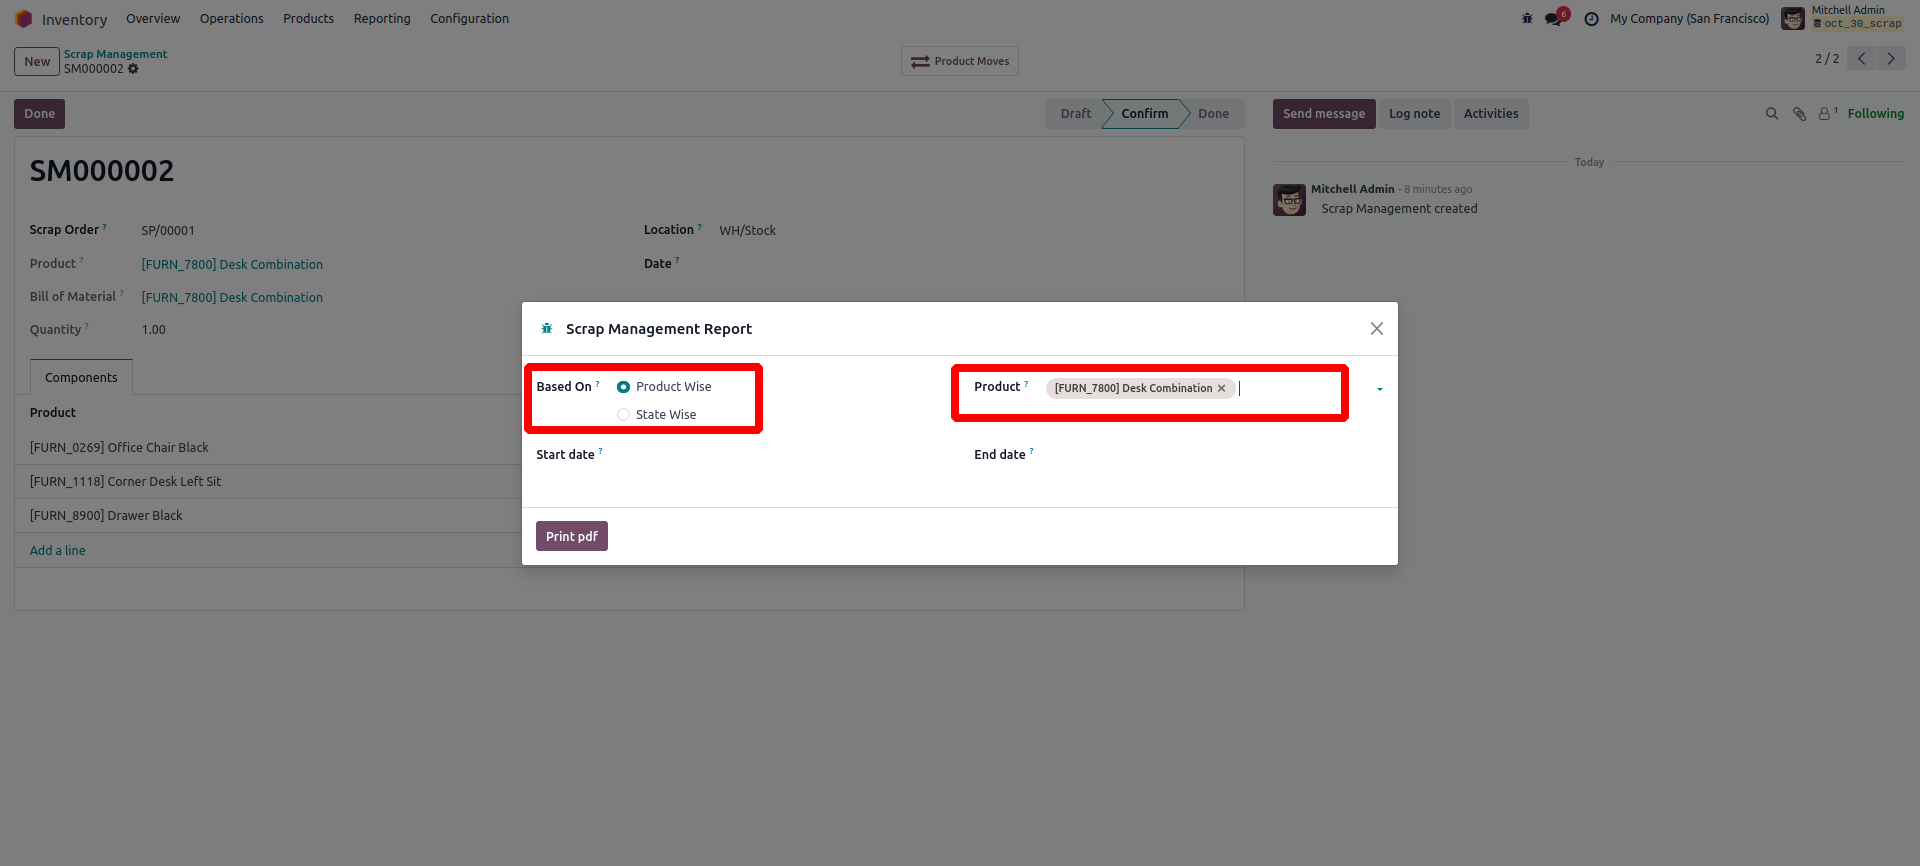 Inventory Overview Operations Products Reporting Configuration
6 My Company (San Francisco) Mitchell Admin
oct_30_scrap
New Scrap Management
SM000002
Product Moves
2 / 2
Done
Draft Confirm Done
Send message Log note Activities
1 Following
SM000002
Today
Mitchell Admin - 8 minutes ago
Scrap Management created
Scrap Order ? SP/00001
Location ? WH/Stock
Product ? [FURN_7800] Desk Combination
Date ?
Bill of Material ? [FURN_7800] Desk Combination
Quantity ? 1.00
Components
Product
[FURN_0269] Office Chair Black
[FURN_1118] Corner Desk Left Sit
[FURN_8900] Drawer Black
Add a line
Scrap Management Report
Based On ? Product Wise
State Wise
Product ? [FURN_7800] Desk Combination ×
Start date ?
End date ?
Print pdf